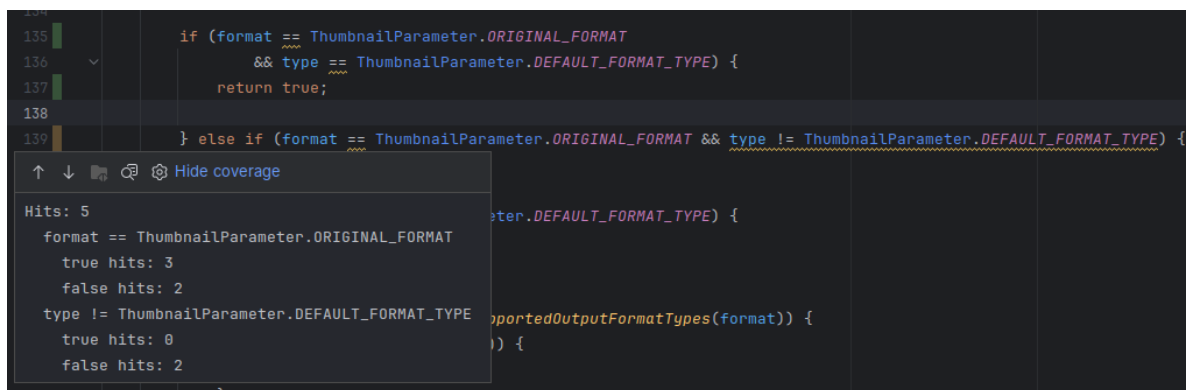 134
135 if (format == ThumbnailParameter.ORIGINAL_FORMAT
136 && type == ThumbnailParameter.DEFAULT_FORMAT_TYPE) {
137 return true;
138
139 } else if (format == ThumbnailParameter.ORIGINAL_FORMAT && type != ThumbnailParameter.DEFAULT_FORMAT_TYPE) {
Hide coverage
Hits: 5
eter.DEFAULT_FORMAT_TYPE) {
format == ThumbnailParameter.ORIGINAL_FORMAT
true hits: 3
false hits: 2
type != ThumbnailParameter.DEFAULT_FORMAT_TYPE
pportedOutputFormatTypes(format)) {
true hits: 0
)) {
false hits: 2
}